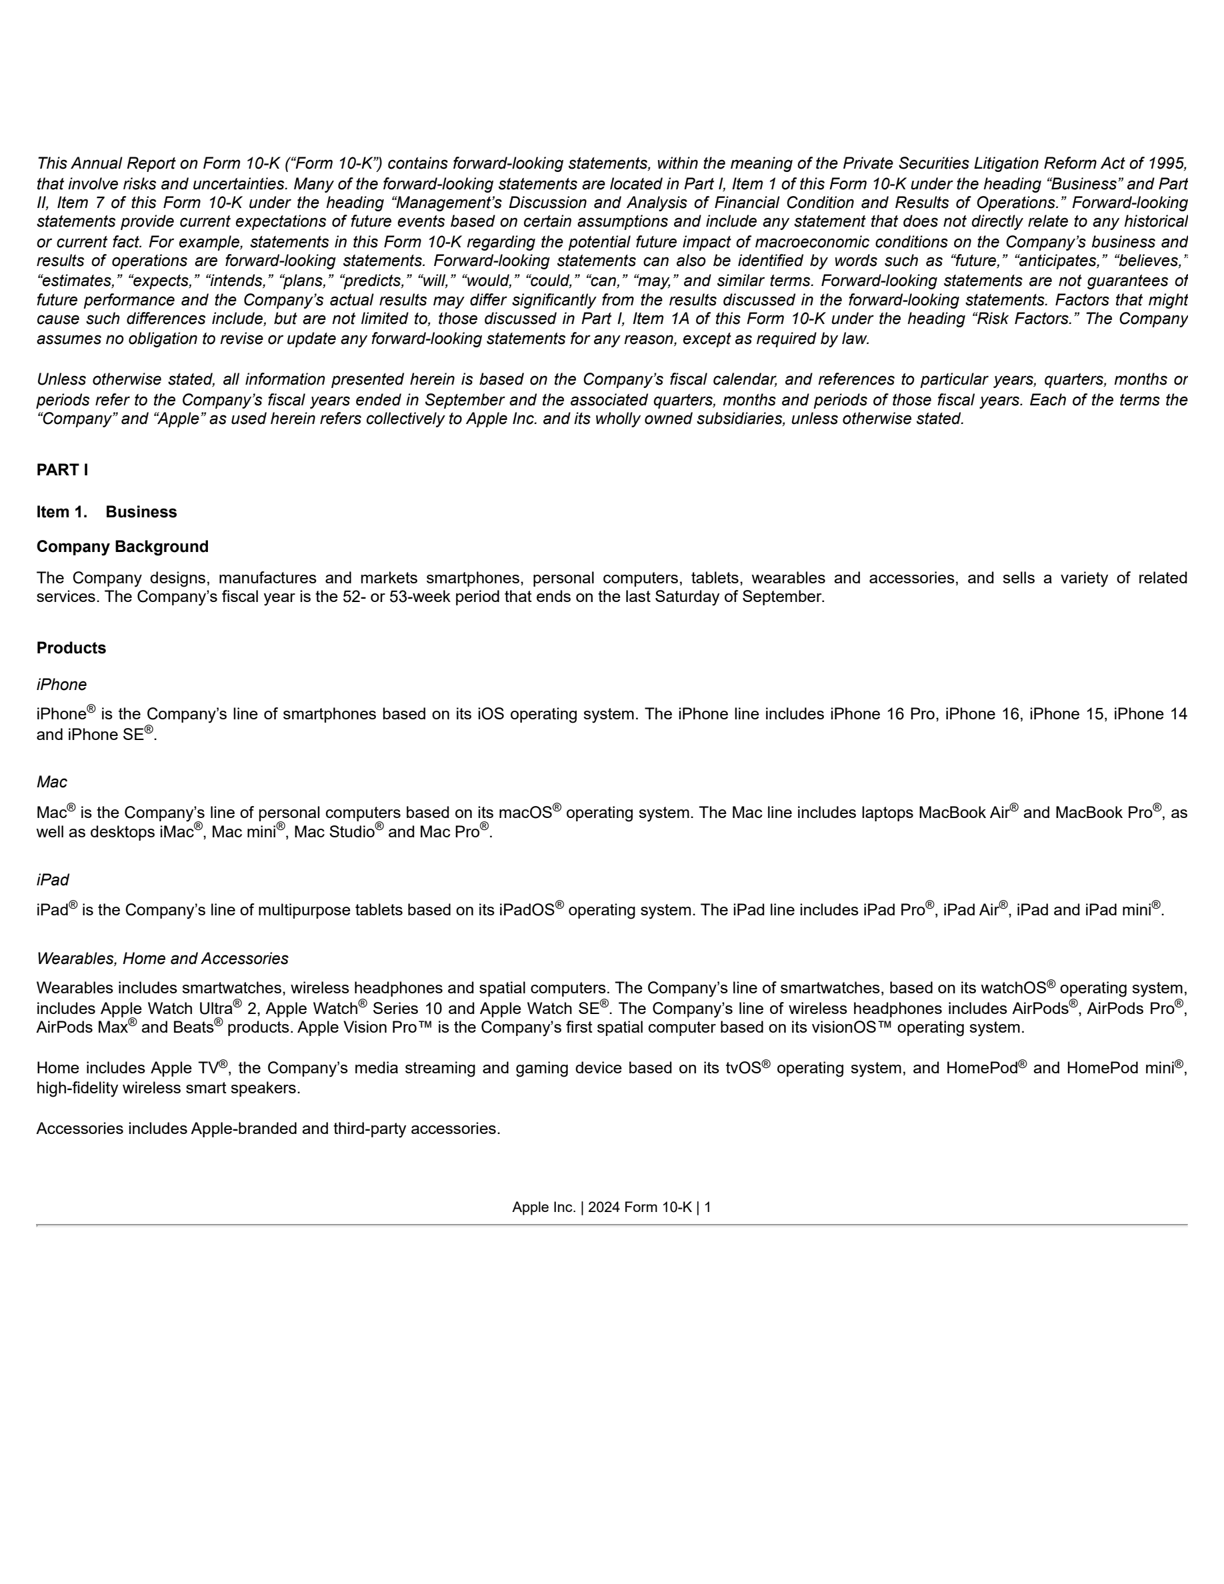 This Annual Report on Form 10-K (“Form 10-K”) contains forward-looking statements, within the meaning of the Private Securities Litigation Reform Act of 1995,
that involve risks and uncertainties. Many of the forward-looking statements are located in Part I, Item 1 of this Form 10-K under the heading “Business” and Part
II, Item 7 of this Form 10-K under the heading “Management’s Discussion and Analysis of Financial Condition and Results of Operations.” Forward-looking
statements provide current expectations of future events based on certain assumptions and include any statement that does not directly relate to any historical
or current fact. For example, statements in this Form 10-K regarding the potential future impact of macroeconomic conditions on the Company’s business and
results of operations are forward-looking statements. Forward-looking statements can also be identified by words such as “future,” “anticipates,” “believes,”
“estimates,” “expects,” “intends,” “plans,” “predicts,” “will,” “would,” “could,” “can,” “may,” and similar terms. Forward-looking statements are not guarantees of
future performance and the Company’s actual results may differ significantly from the results discussed in the forward-looking statements. Factors that might
cause such differences include, but are not limited to, those discussed in Part I, Item 1A of this Form 10-K under the heading “Risk Factors.” The Company
assumes no obligation to revise or update any forward-looking statements for any reason, except as required by law.
Unless otherwise stated, all information presented herein is based on the Company’s fiscal calendar, and references to particular years, quarters, months or
periods refer to the Company’s fiscal years ended in September and the associated quarters, months and periods of those fiscal years. Each of the terms the
“Company” and “Apple” as used herein refers collectively to Apple Inc. and its wholly owned subsidiaries, unless otherwise stated.
PART I
Item 1. Business
Company Background
The Company designs, manufactures and markets smartphones, personal computers, tablets, wearables and accessories, and sells a variety of related
services. The Company’s fiscal year is the 52- or 53-week period that ends on the last Saturday of September.
Products
iPhone
iPhone® is the Company’s line of smartphones based on its iOS operating system. The iPhone line includes iPhone 16 Pro, iPhone 16, iPhone 15, iPhone 14
and iPhone SE®.
Mac
Mac® is the Company’s line of personal computers based on its macOS® operating system. The Mac line includes laptops MacBook Air® and MacBook Pro®, as
well as desktops iMac®, Mac mini®, Mac Studio® and Mac Pro®.
iPad
iPad® is the Company’s line of multipurpose tablets based on its iPadOS® operating system. The iPad line includes iPad Pro®, iPad Air®, iPad and iPad mini®.
Wearables, Home and Accessories
Wearables includes smartwatches, wireless headphones and spatial computers. The Company’s line of smartwatches, based on its watchOS® operating system,
includes Apple Watch Ultra® 2, Apple Watch® Series 10 and Apple Watch SE®. The Company’s line of wireless headphones includes AirPods®, AirPods Pro®,
AirPods Max® and Beats® products. Apple Vision Pro™ is the Company’s first spatial computer based on its visionOS™ operating system.
Home includes Apple TV®, the Company’s media streaming and gaming device based on its tvOS® operating system, and HomePod® and HomePod mini®,
high-fidelity wireless smart speakers.
Accessories includes Apple-branded and third-party accessories.
Apple Inc. | 2024 Form 10-K | 1